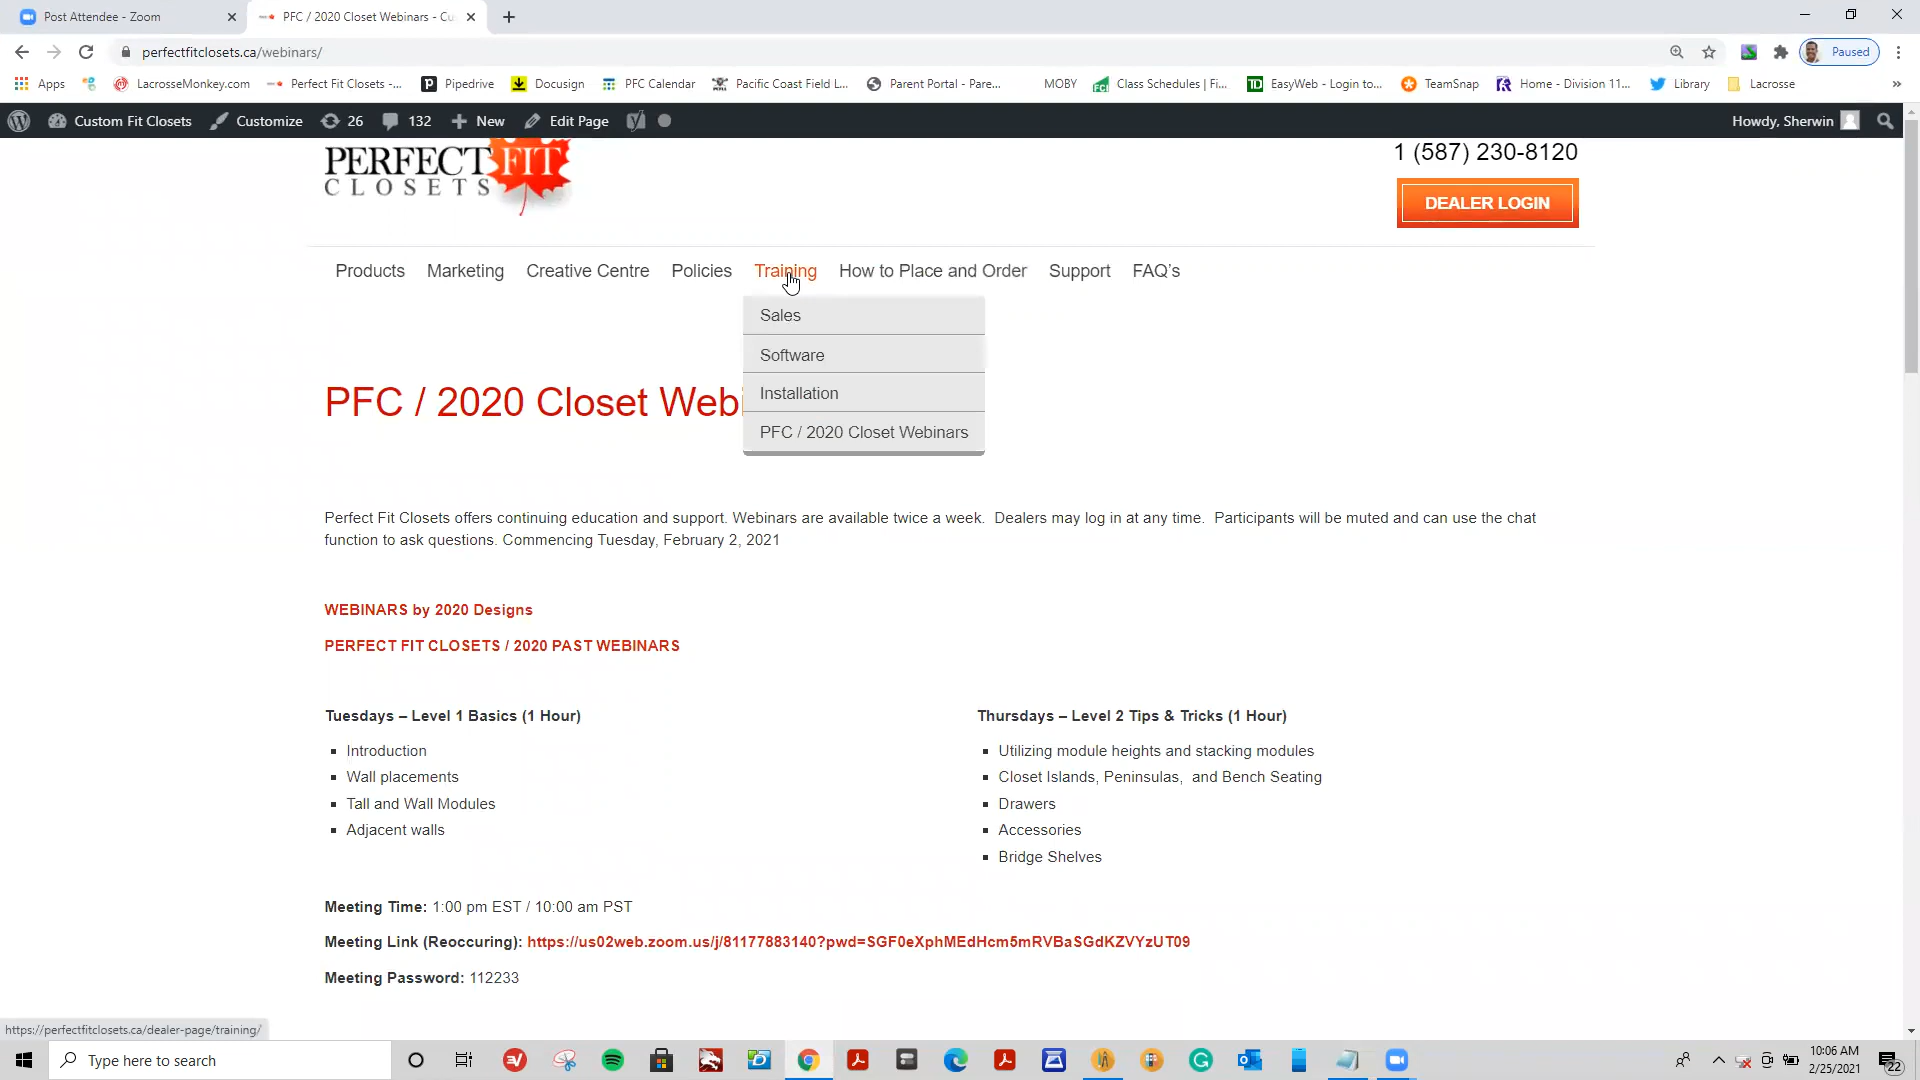 Post Attendee - Zoom
PFC / 2020 Closet Webinars - Cu
perfectfitclosets.ca/webinars/
Paused
Apps
LacrosseMonkey.com
Perfect Fit Closets -...
Pipedrive
Docusign
PFC Calendar
Pacific Coast Field L...
Parent Portal - Pare...
MOBY
Class Schedules | Fi...
EasyWeb - Login to...
TeamSnap
Home - Division 11...
Library
Lacrosse
Custom Fit Closets
Customize
26
132
New
Edit Page
Howdy, Sherwin
PERFECT FIT
CLOSETS
1 (587) 230-8120
DEALER LOGIN
Products
Marketing
Creative Centre
Policies
Training
How to Place and Order
Support
FAQ's
Sales
Software
Installation
PFC / 2020 Closet Webinars
PFC / 2020 Closet Webi
Perfect Fit Closets offers continuing education and support. Webinars are available twice a week.  Dealers may log in at any time.  Participants will be muted and can use the chat
function to ask questions. Commencing Tuesday, February 2, 2021
WEBINARS by 2020 Designs
PERFECT FIT CLOSETS / 2020 PAST WEBINARS
Tuesdays – Level 1 Basics (1 Hour)
Introduction
Wall placements
Tall and Wall Modules
Adjacent walls
Thursdays – Level 2 Tips & Tricks (1 Hour)
Utilizing module heights and stacking modules
Closet Islands, Peninsulas,  and Bench Seating
Drawers
Accessories
Bridge Shelves
Meeting Time: 1:00 pm EST / 10:00 am PST
Meeting Link (Reoccuring): https://us02web.zoom.us/j/81177883140?pwd=SGF0eXphMEdHcm5mRVBaSGdKZVYzUT09
Meeting Password: 112233
https://perfectfitclosets.ca/dealer-page/training/
Type here to search
10:06 AM
2/25/2021
22